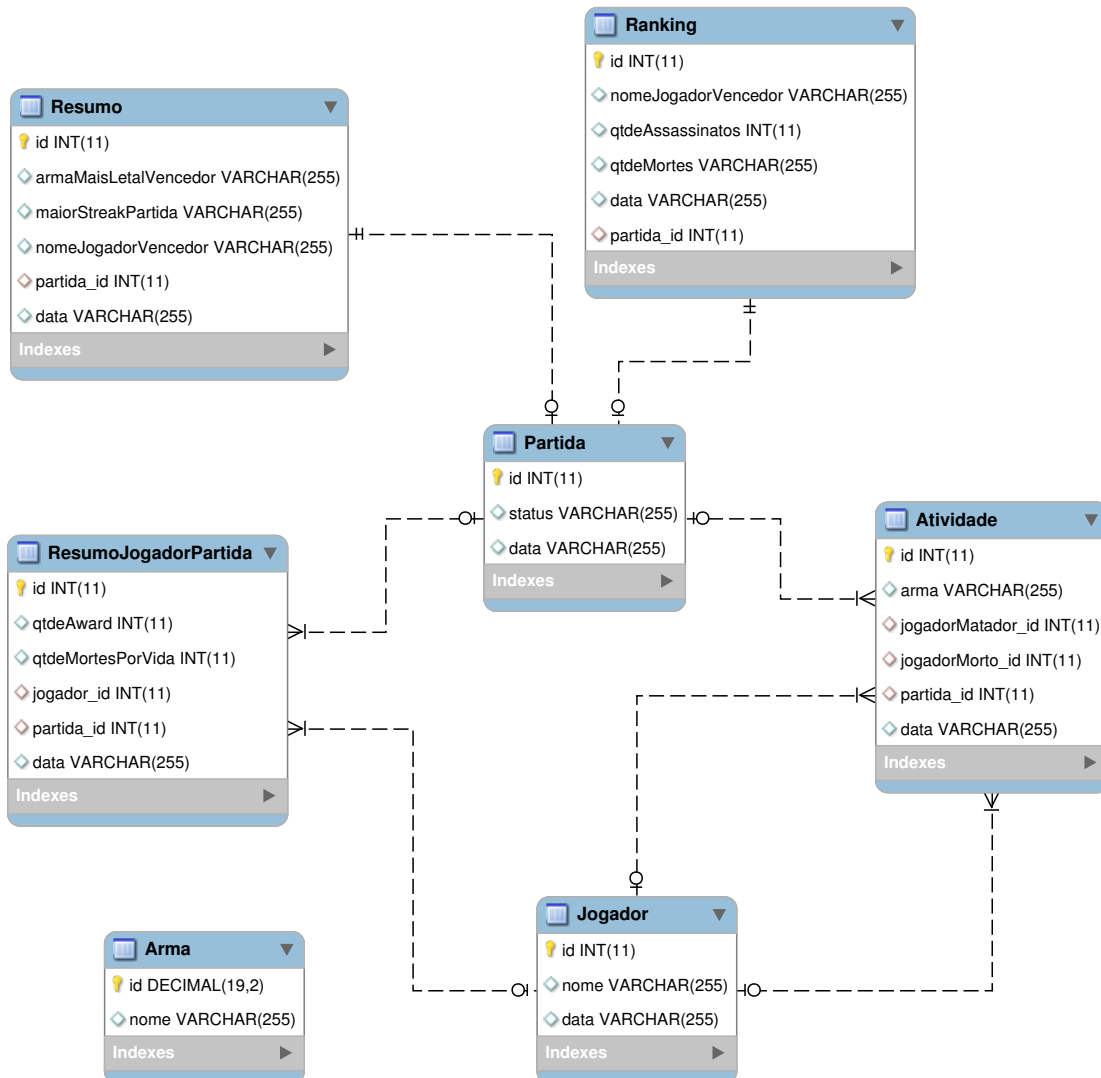 Ranking
id INT(11)
nomeJogadorVencedor VARCHAR(255)
qtdeAssassinatos INT(11)
qtdeMortes VARCHAR(255)
data VARCHAR(255)
partida_id INT(11)
Indexes
Resumo
id INT(11)
armaMaisLetalVencedor VARCHAR(255)
maiorStreakPartida VARCHAR(255)
nomeJogadorVencedor VARCHAR(255)
partida_id INT(11)
data VARCHAR(255)
Indexes
Partida
id INT(11)
status VARCHAR(255)
data VARCHAR(255)
Indexes
Atividade
id INT(11)
arma VARCHAR(255)
jogadorMatador_id INT(11)
jogadorMorto_id INT(11)
partida_id INT(11)
data VARCHAR(255)
Indexes
ResumoJogadorPartida
id INT(11)
qtdeAward INT(11)
qtdeMortesPorVida INT(11)
jogador_id INT(11)
partida_id INT(11)
data VARCHAR(255)
Indexes
Jogador
id INT(11)
nome VARCHAR(255)
data VARCHAR(255)
Indexes
Arma
id DECIMAL(19,2)
nome VARCHAR(255)
Indexes